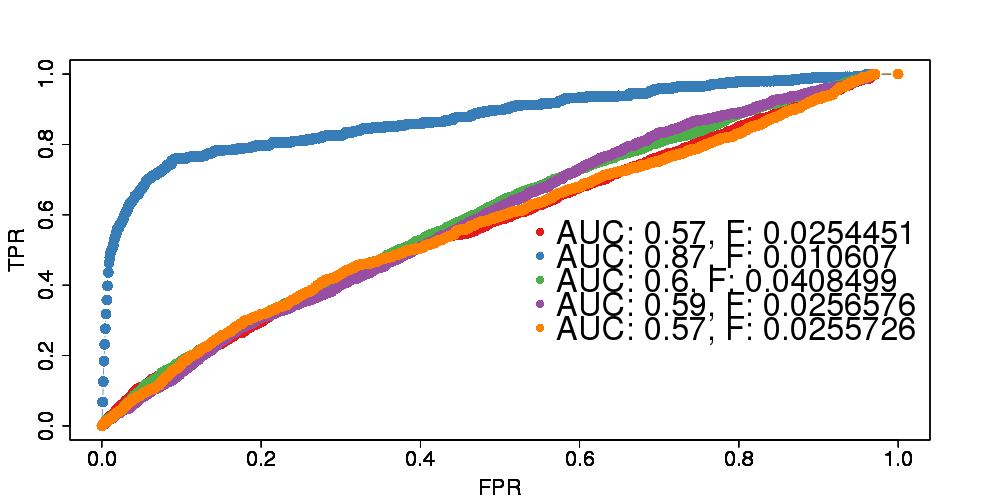 1.0
0.8
0.6
0.4
0.2
0.0
TPR
AUC: 0.57, F: 0.0254451
AUC: 0.87, F: 0.010607
AUC: 0.6, F: 0.0408499
AUC: 0.59, F: 0.0256576
AUC: 0.57, F: 0.0255726
0.0 0.2 0.4 0.6 0.8 1.0
FPR